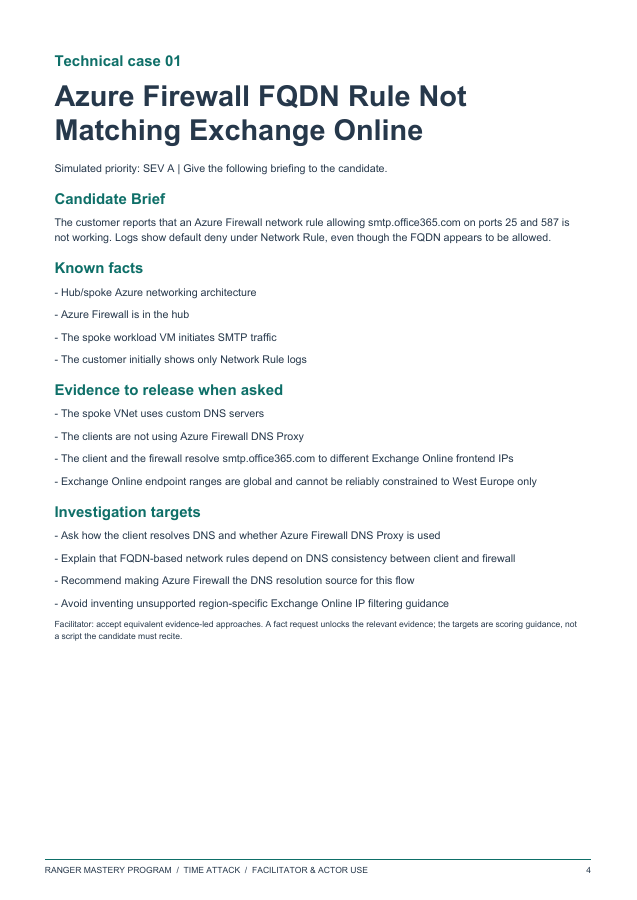 Technical case 01
Azure Firewall FQDN Rule Not
Matching Exchange Online
Simulated priority: SEV A | Give the following briefing to the candidate.
Candidate Brief
The customer reports that an Azure Firewall network rule allowing smtp.office365.com on ports 25 and 587 is
not working. Logs show default deny under Network Rule, even though the FQDN appears to be allowed.
Known facts
- Hub/spoke Azure networking architecture
- Azure Firewall is in the hub
- The spoke workload VM initiates SMTP traffic
- The customer initially shows only Network Rule logs
Evidence to release when asked
- The spoke VNet uses custom DNS servers
- The clients are not using Azure Firewall DNS Proxy
- The client and the firewall resolve smtp.office365.com to different Exchange Online frontend IPs
- Exchange Online endpoint ranges are global and cannot be reliably constrained to West Europe only
Investigation targets
- Ask how the client resolves DNS and whether Azure Firewall DNS Proxy is used
- Explain that FQDN-based network rules depend on DNS consistency between client and firewall
- Recommend making Azure Firewall the DNS resolution source for this flow
- Avoid inventing unsupported region-specific Exchange Online IP filtering guidance
Facilitator: accept equivalent evidence-led approaches. A fact request unlocks the relevant evidence; the targets are scoring guidance, not
a script the candidate must recite.
RANGER MASTERY PROGRAM / TIME ATTACK / FACILITATOR & ACTOR USE
4